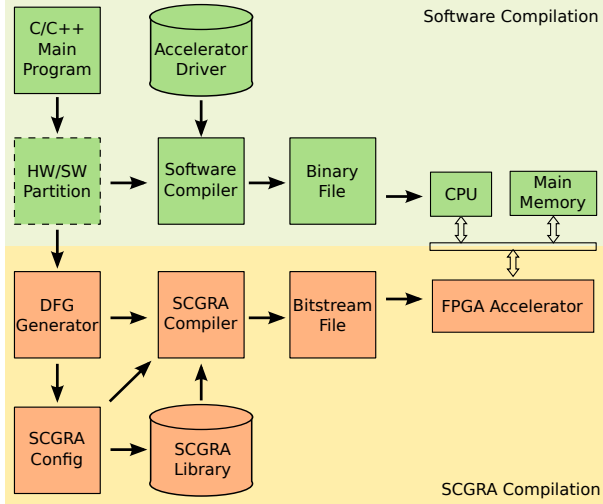 Software Compilation
C/C++
Main
Program
Accelerator
Driver
HW/SW
Partition
Software
Compiler
Binary
File
CPU
Main
Memory
DFG
Generator
SCGRA
Compiler
Bitstream
File
FPGA Accelerator
SCGRA
Config
SCGRA
Library
SCGRA Compilation